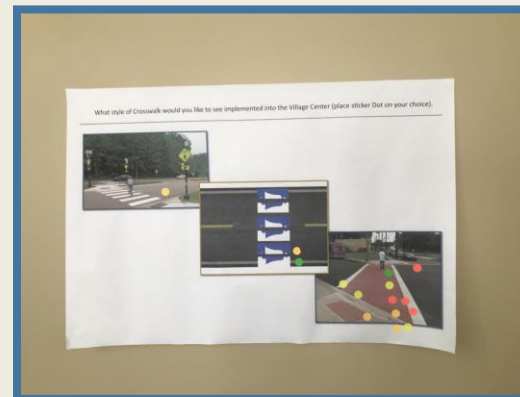 What style of Crosswalk would you like to see implemented into the Village Center (place sticker Dot on your choice).